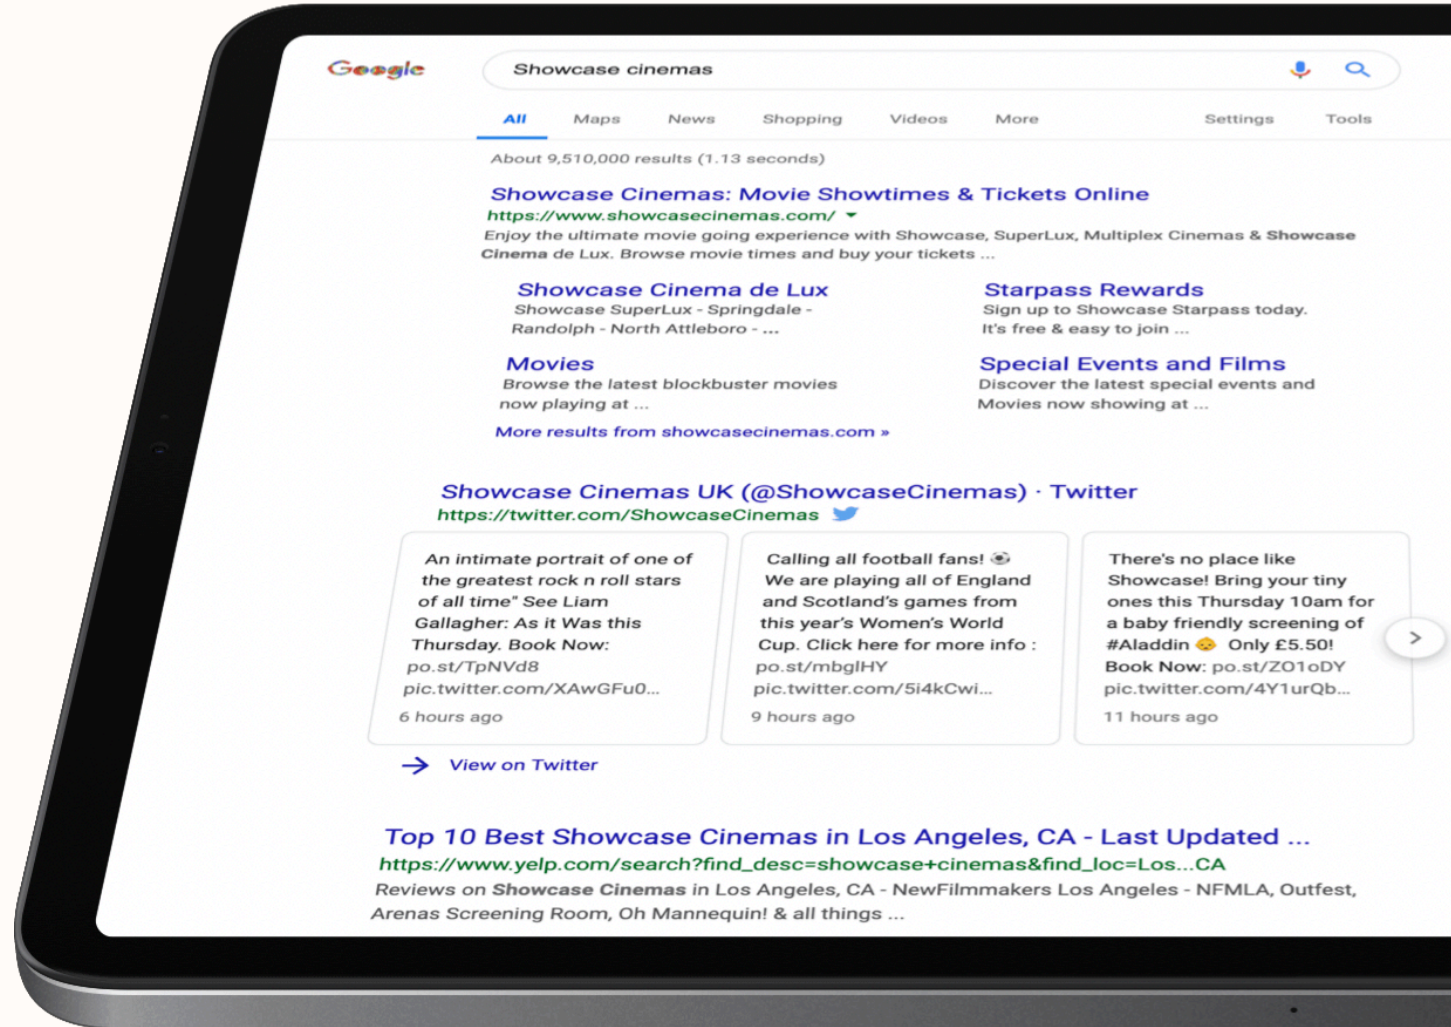 Google
Showcase cinemas
All Maps News Shopping Videos More Settings Tools
About 9,510,000 results (1.13 seconds)
Showcase Cinemas: Movie Showtimes & Tickets Online
https://www.showcasecinemas.com/
Enjoy the ultimate movie going experience with Showcase, SuperLux, Multiplex Cinemas & Showcase
Cinema de Lux. Browse movie times and buy your tickets ...
Showcase Cinema de Lux
Showcase SuperLux - Springdale -
Randolph - North Attleboro - ...
Starpass Rewards
Sign up to Showcase Starpass today.
It's free & easy to join ...
Movies
Browse the latest blockbuster movies
now playing at ...
Special Events and Films
Discover the latest special events and
Movies now showing at ...
More results from showcasecinemas.com »
Showcase Cinemas UK (@ShowcaseCinemas) · Twitter
https://twitter.com/ShowcaseCinemas
An intimate portrait of one of
the greatest rock n roll stars
of all time" See Liam
Gallagher: As it Was this
Thursday. Book Now:
po.st/TpNVd8
pic.twitter.com/XAwGFu0...
6 hours ago
Calling all football fans! ⚽
We are playing all of England
and Scotland's games from
this year's Women's World
Cup. Click here for more info :
po.st/mbglHY
pic.twitter.com/5i4kCwi...
9 hours ago
There's no place like
Showcase! Bring your tiny
ones this Thursday 10am for
a baby friendly screening of
#Aladdin 👶 Only £5.50!
Book Now: po.st/ZO1oDY
pic.twitter.com/4Y1urQb...
11 hours ago
View on Twitter
Top 10 Best Showcase Cinemas in Los Angeles, CA - Last Updated ...
https://www.yelp.com/search?find_desc=showcase+cinemas&find_loc=Los...CA
Reviews on Showcase Cinemas in Los Angeles, CA - NewFilmmakers Los Angeles - NFMLA, Outfest,
Arenas Screening Room, Oh Mannequin! & all things ...